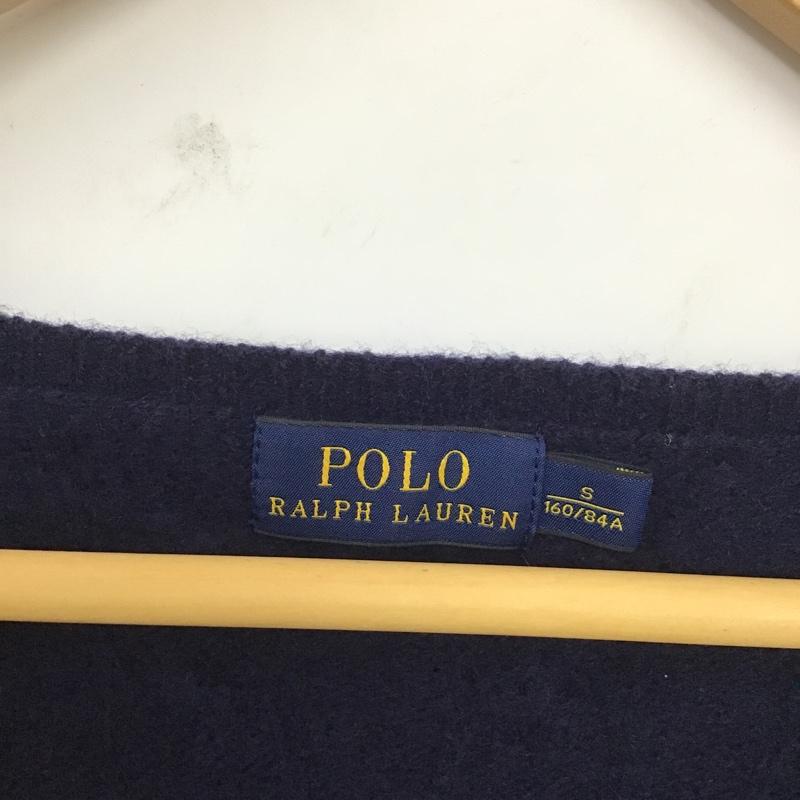 POLO
RALPH LAUREN
S
160/84A